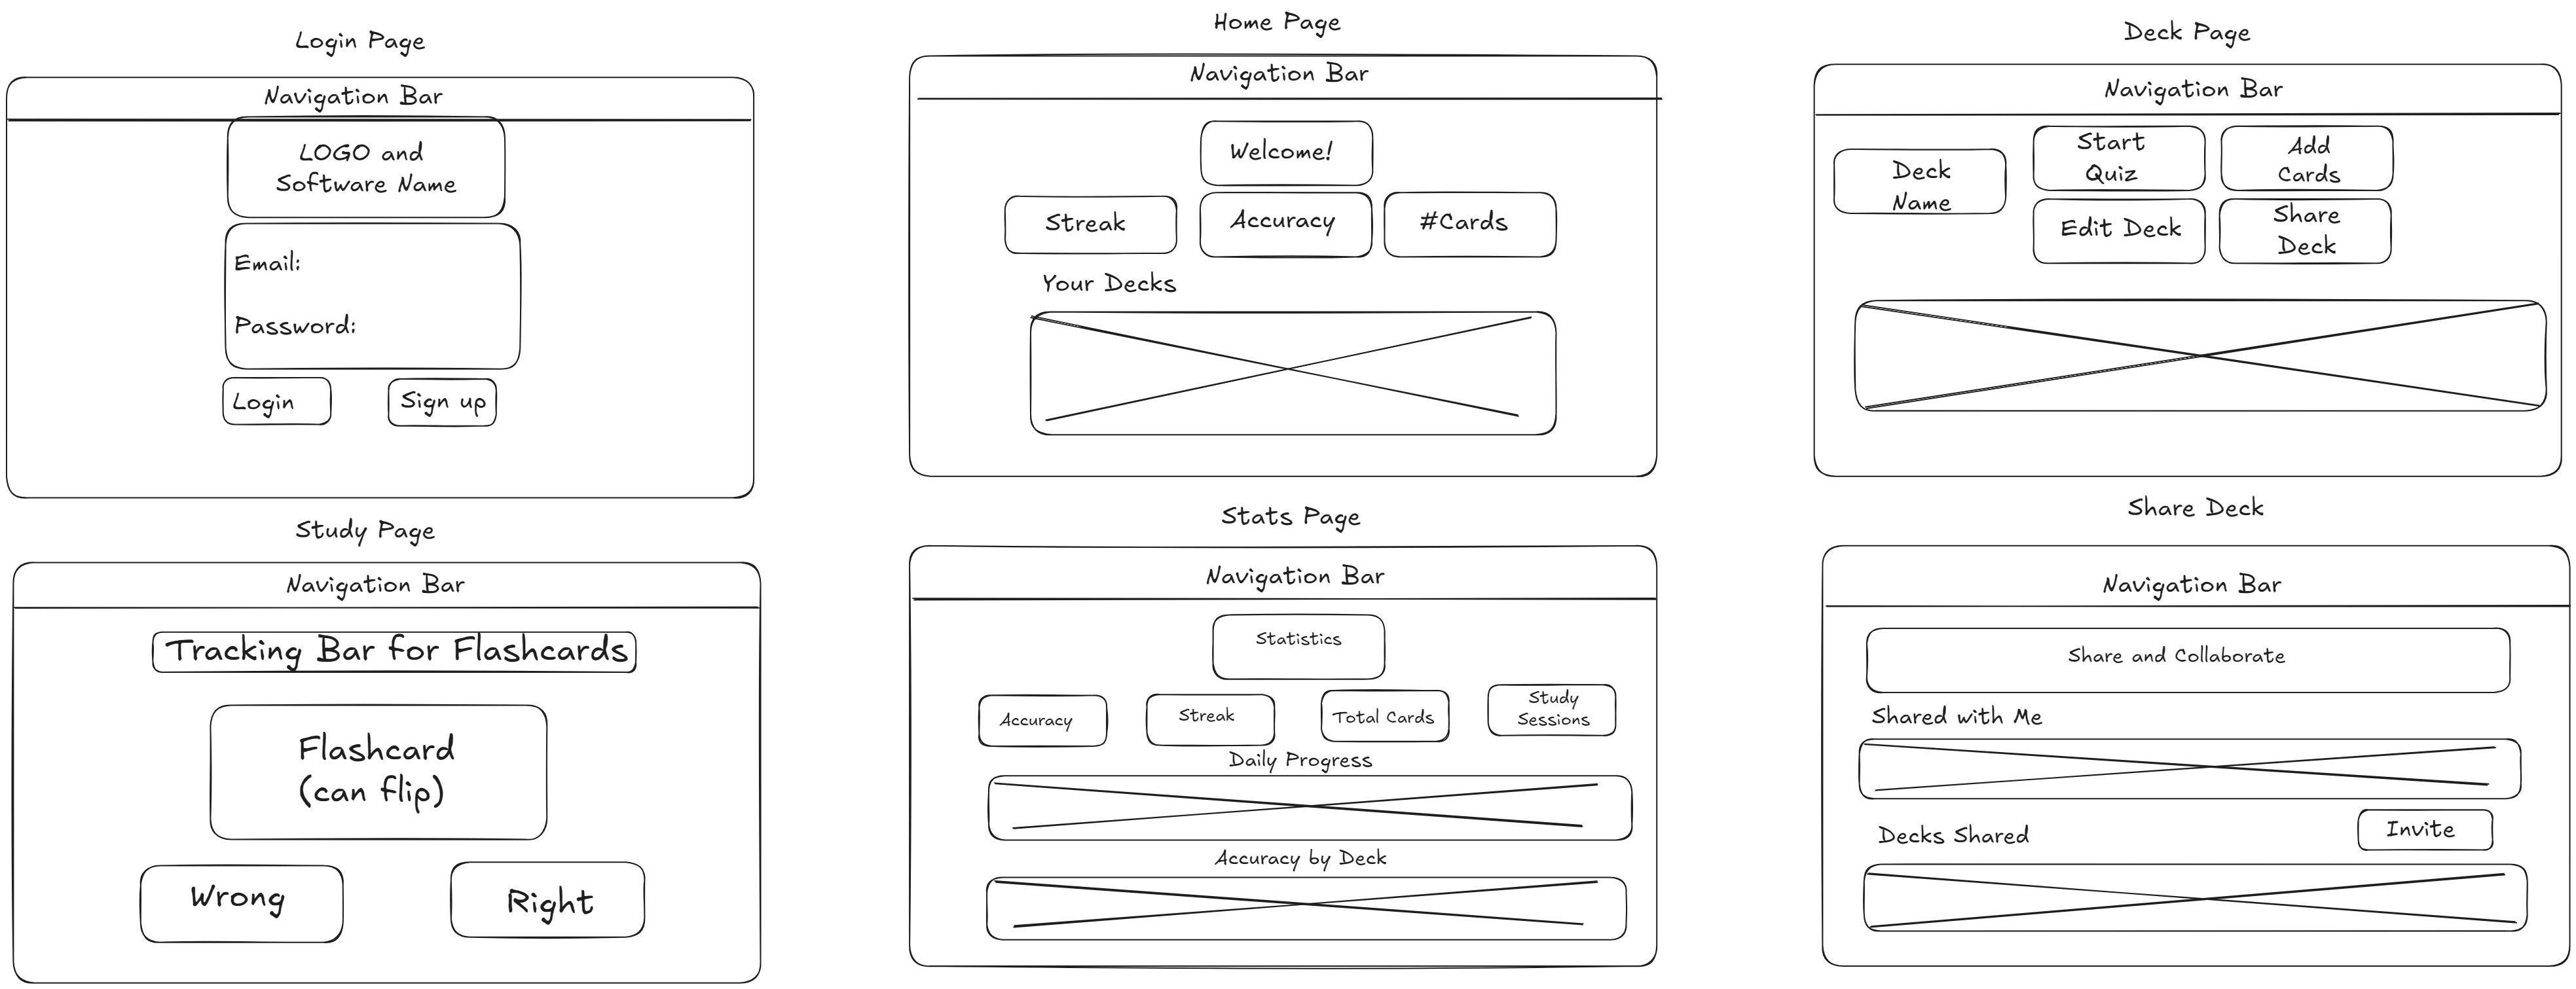 Login Page
Navigation Bar
LOGO and
Software Name
Email:
Password:
Login
Sign up
Home Page
Navigation Bar
Welcome!
Streak
Accuracy
#Cards
Your Decks
Deck Page
Navigation Bar
Deck
Name
Start
Quiz
Add
Cards
Edit Deck
Share
Deck
Study Page
Navigation Bar
Tracking Bar for Flashcards
Flashcard
(can flip)
Wrong
Right
Stats Page
Navigation Bar
Statistics
Accuracy
Streak
Total Cards
Study
Sessions
Daily Progress
Accuracy by Deck
Share Deck
Navigation Bar
Share and Collaborate
Shared with Me
Decks Shared
Invite